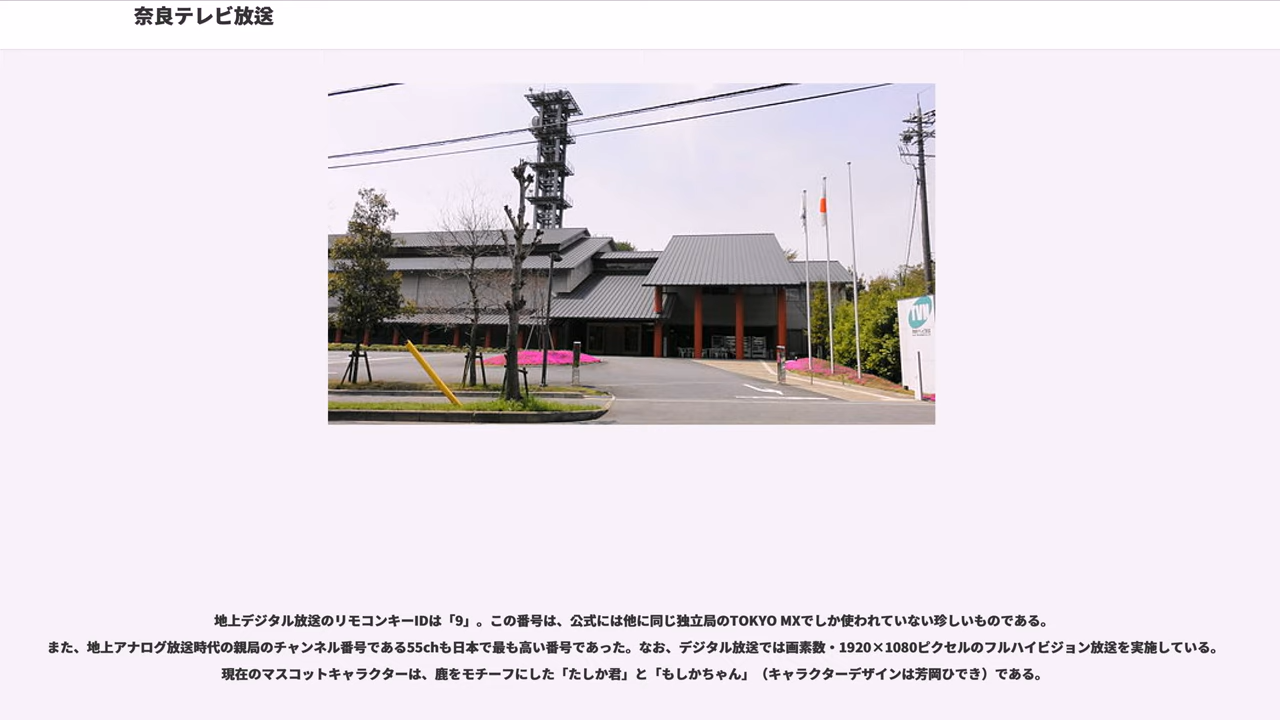 奈良テレビ放送
TVN
地上デジタル放送のリモコンキーIDは「9」。この番号は、公式には他に同じ独立局のTOKYO MXでしか使われていない珍しいものである。
また、地上アナログ放送時代の親局のチャンネル番号である55chも日本で最も高い番号であった。なお、デジタル放送では画素数・1920×1080ピクセルのフルハイビジョン放送を実施している。
現在のマスコットキャラクターは、鹿をモチーフにした「たしか君」と「もしかちゃん」（キャラクターデザインは芳岡ひでき）である。